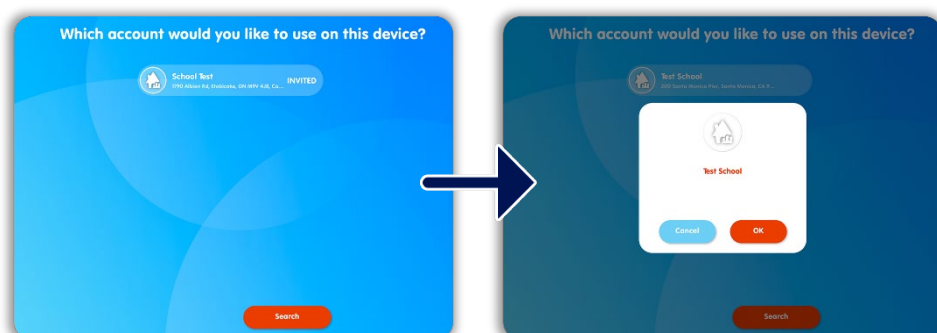 Which account would you like to use on this device?
School Test
INVITED
Search
Which account would you like to use on this device?
Test School
Test School
Cancel
OK
Search